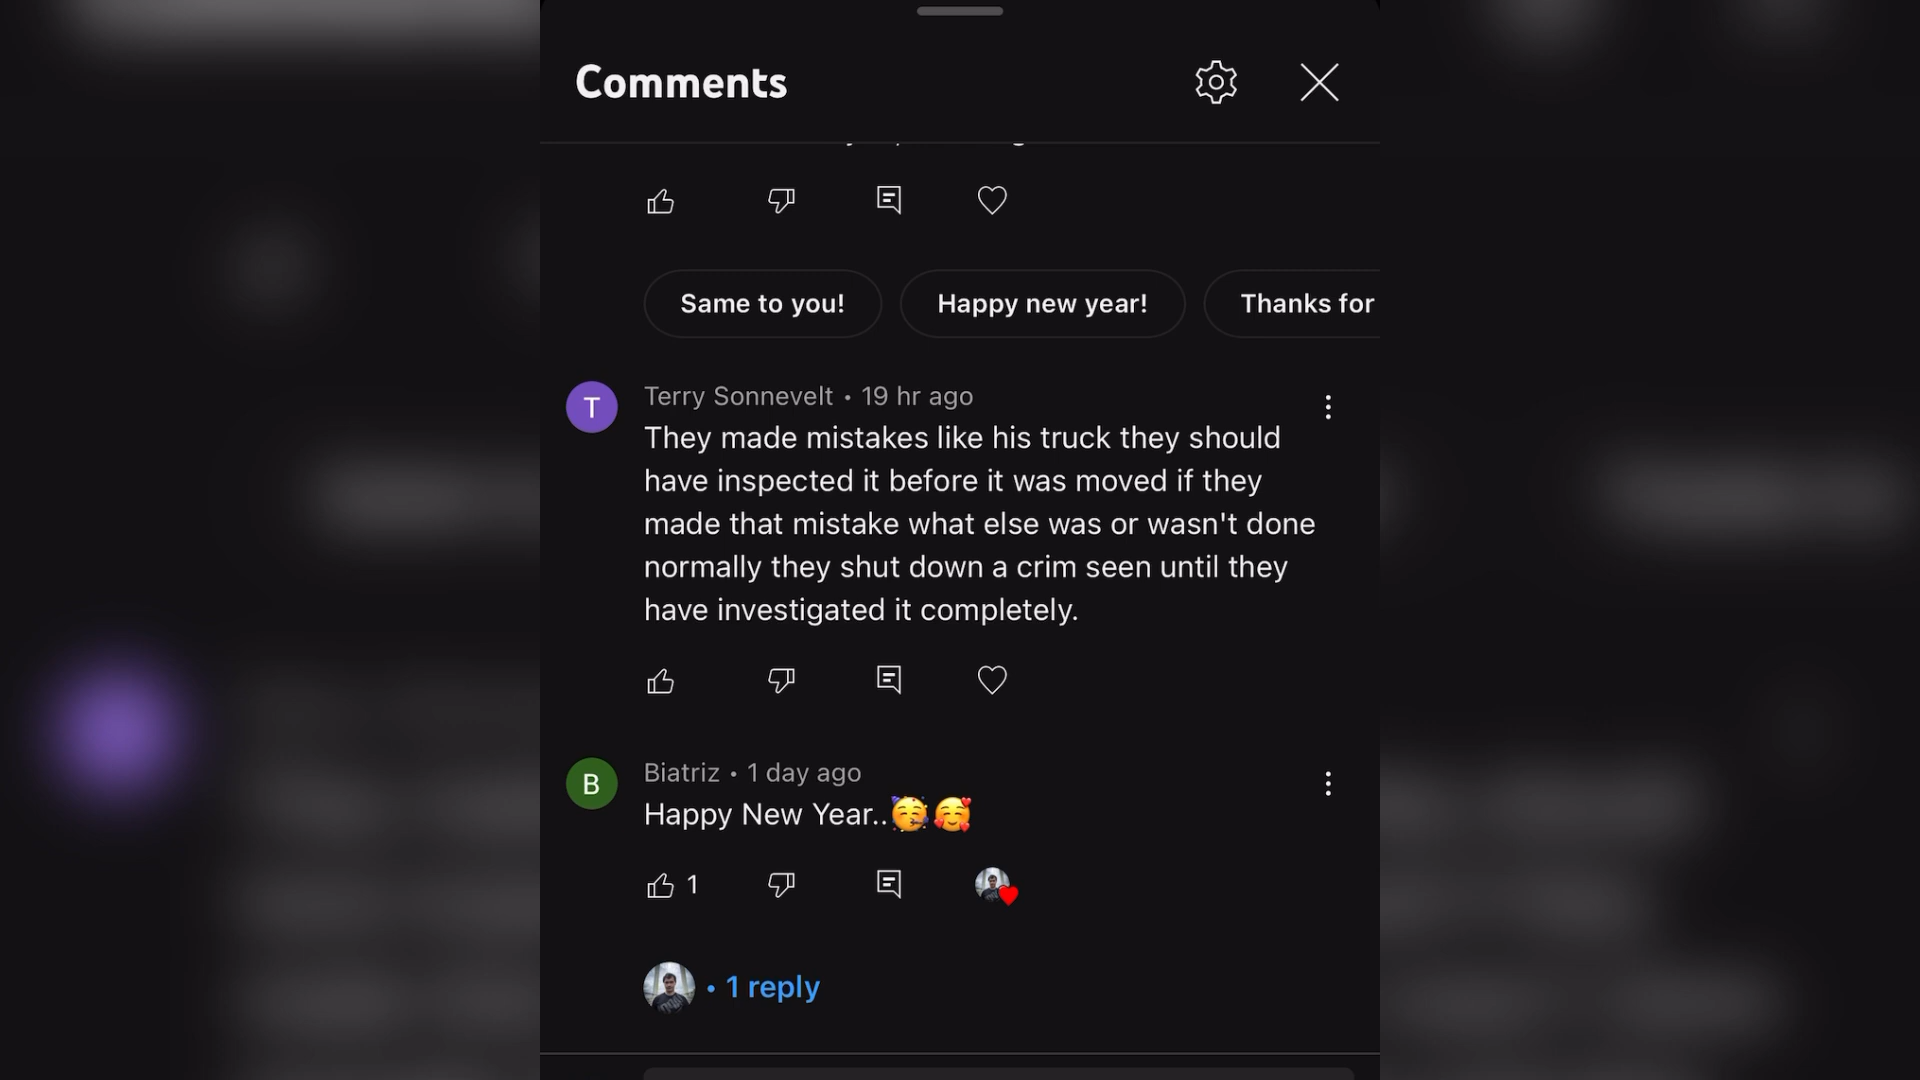 Comments
Same to you!
Happy new year!
Thanks for
T
Terry Sonnevelt • 19 hr ago
They made mistakes like his truck they should
have inspected it before it was moved if they
made that mistake what else was or wasn't done
normally they shut down a crim seen until they
have investigated it completely.
B
Biatriz • 1 day ago
Happy New Year..🥳🥰
1
• 1 reply